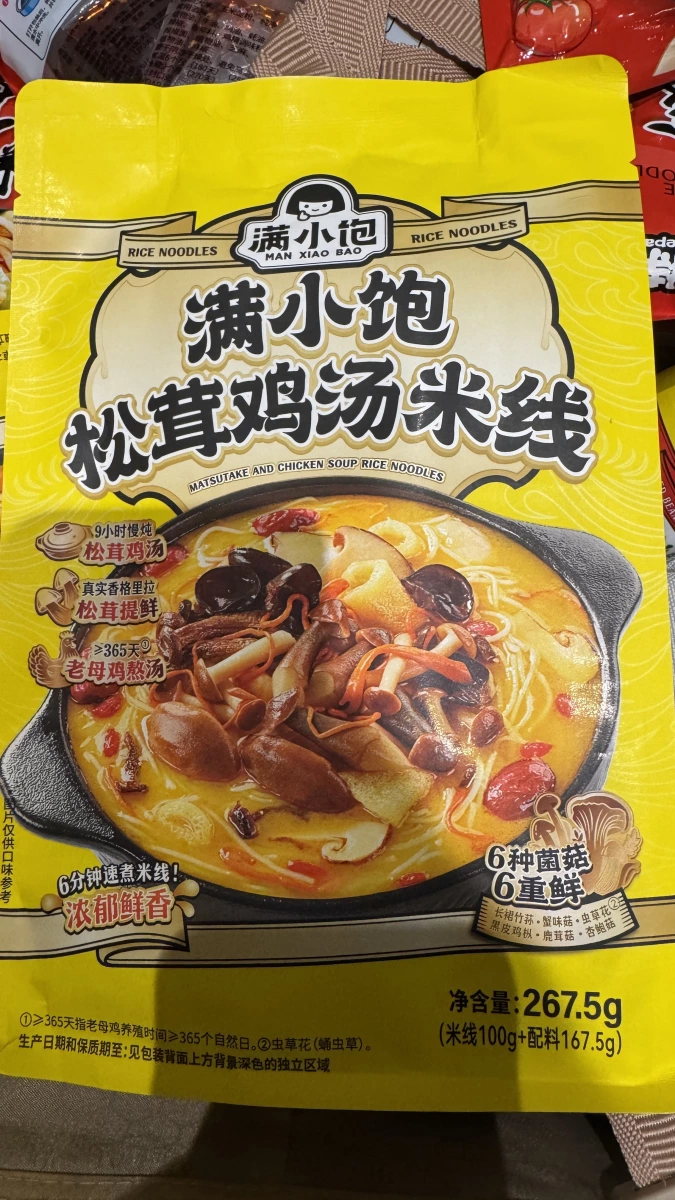 RICE NOODLES
满小饱
MAN XIAO BAO
RICE NOODLES
满小饱
松茸鸡汤米线
MATSUTAKE AND CHICKEN SOUP RICE NOODLES
9小时慢炖
松茸鸡汤
真实香格里拉
松茸提鲜
≥365天①
老母鸡熬汤
图片仅供口味参考
6分钟速煮米线!
浓郁鲜香
6种菌菇
6重鲜
长裙竹荪·蟹味菇·虫草花②
黑皮鸡枞·鹿茸菇·杏鲍菇
净含量:267.5g
(米线100g+配料167.5g)
①≥365天指老母鸡养殖时间≥365个自然日。②虫草花(蛹虫草)。
生产日期和保质期至:见包装背面上方背景深色的独立区域